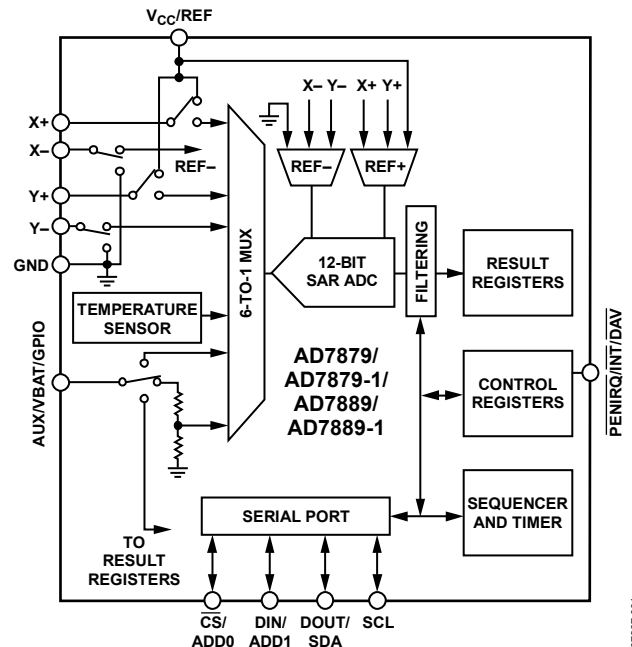 VCC/REF
X– Y– X+ Y+
X+
X–
REF–
Y+
Y–
GND
REF– REF+
6-TO-1 MUX
12-BIT
SAR ADC
FILTERING
RESULT
REGISTERS
TEMPERATURE
SENSOR
AUX/VBAT/GPIO
AD7879/
AD7879-1/
AD7889/
AD7889-1
CONTROL
REGISTERS
PENIRQ/INT/DAV
SEQUENCER
AND TIMER
SERIAL PORT
TO
RESULT
REGISTERS
CS/
ADD0
DIN/
ADD1
DOUT/
SDA
SCL